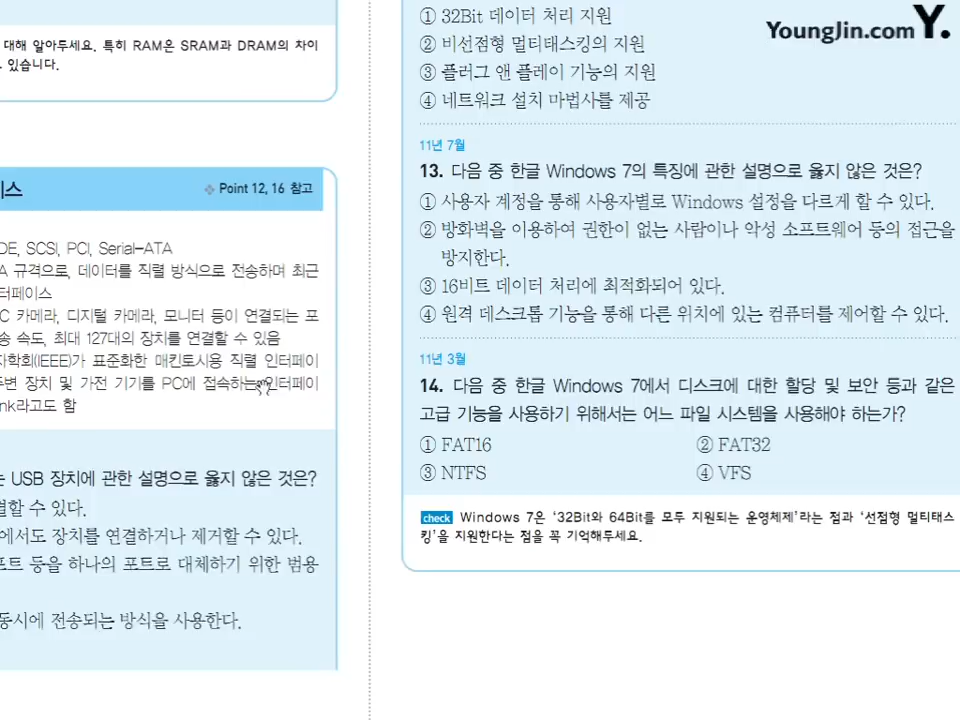 대해 알아두세요. 특히 RAM은 SRAM과 DRAM의 차이
있습니다.
이스
Point 12, 16 참고
DE, SCSI, PCI, Serial-ATA
A 규격으로, 데이터를 직렬 방식으로 전송하며 최근
터페이스
C 카메라, 디지털 카메라, 모니터 등이 연결되는 포
송 속도, 최대 127대의 장치를 연결할 수 있음
자학회(IEEE)가 표준화한 매킨토시용 직렬 인터페이
주변 장치 및 가전 기기를 PC에 접속하는 인터페이
nk라고도 함
는 USB 장치에 관한 설명으로 옳지 않은 것은?
결할 수 있다.
에서도 장치를 연결하거나 제거할 수 있다.
포트 등을 하나의 포트로 대체하기 위한 범용
동시에 전송되는 방식을 사용한다.
YoungJin.com Y.
① 32Bit 데이터 처리 지원
② 비선점형 멀티태스킹의 지원
③ 플러그 앤 플레이 기능의 지원
④ 네트워크 설치 마법사를 제공
11년 7월
13. 다음 중 한글 Windows 7의 특징에 관한 설명으로 옳지 않은 것은?
① 사용자 계정을 통해 사용자별로 Windows 설정을 다르게 할 수 있다.
② 방화벽을 이용하여 권한이 없는 사람이나 악성 소프트웨어 등의 접근을
방지한다.
③ 16비트 데이터 처리에 최적화되어 있다.
④ 원격 데스크톱 기능을 통해 다른 위치에 있는 컴퓨터를 제어할 수 있다.
11년 3월
14. 다음 중 한글 Windows 7에서 디스크에 대한 할당 및 보안 등과 같은
고급 기능을 사용하기 위해서는 어느 파일 시스템을 사용해야 하는가?
① FAT16 ② FAT32
③ NTFS ④ VFS
check Windows 7은 '32Bit와 64Bit를 모두 지원되는 운영체제'라는 점과 '선점형 멀티태스
킹'을 지원한다는 점을 꼭 기억해두세요.